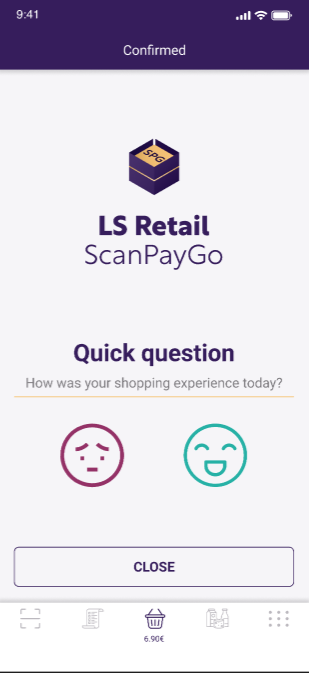 9:41
Confirmed
SPG
LS Retail
ScanPayGo
Quick question
How was your shopping experience today?
CLOSE
6.90€